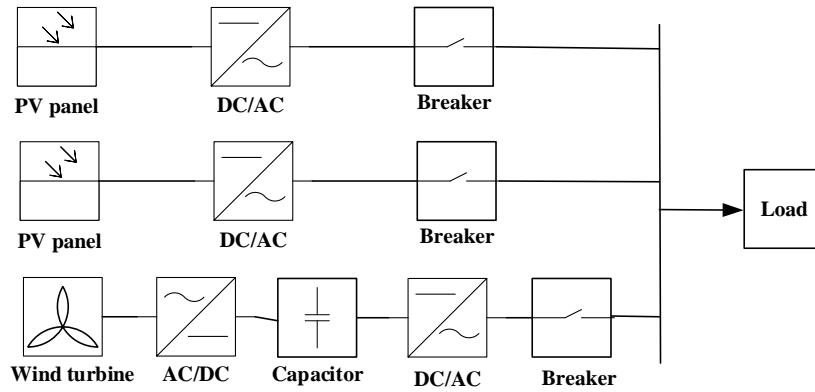 PV panel
DC/AC
Breaker
PV panel
DC/AC
Breaker
Load
Wind turbine
AC/DC
Capacitor
DC/AC
Breaker